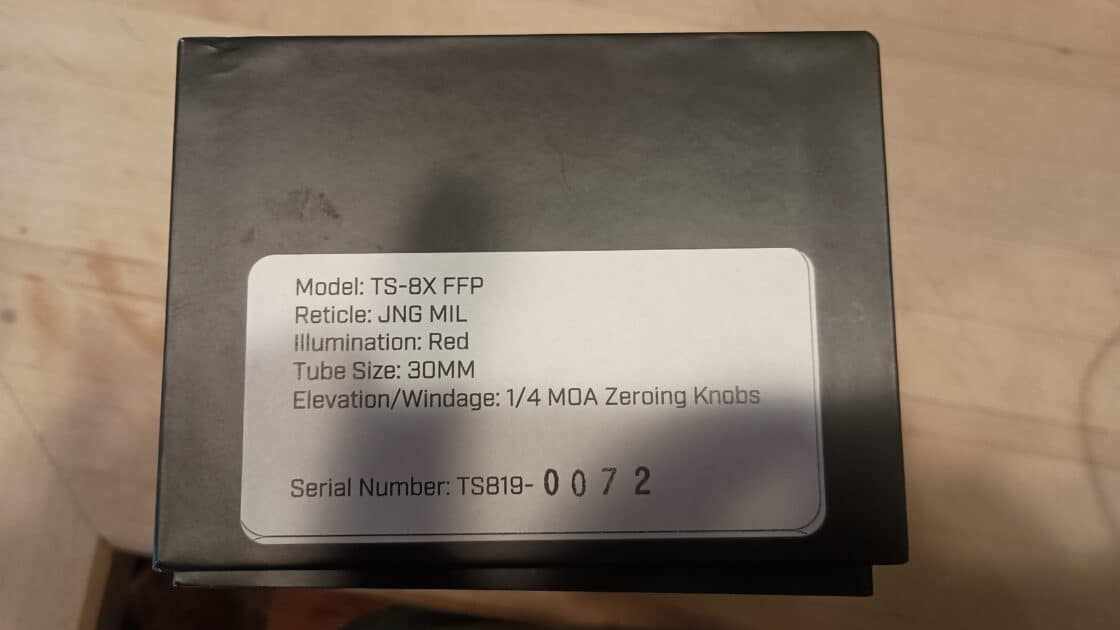 Model: TS-8X FFP
Reticle: JNG MIL
Illumination: Red
Tube Size: 30MM
Elevation/Windage: 1/4 MOA Zeroing Knobs
Serial Number: TS819- 0072